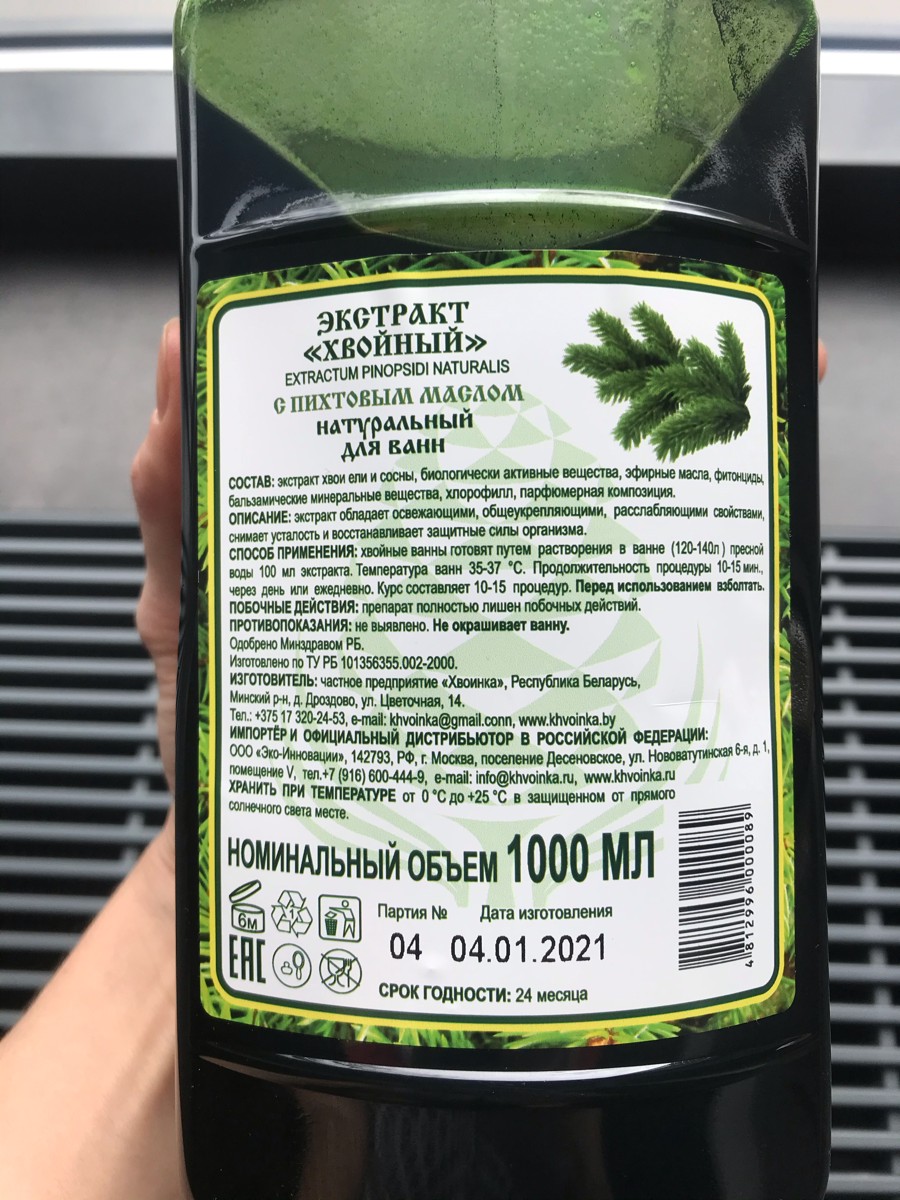 ЭКСТРАКТ
«ХВОЙНЫЙ»
EXTRACTUM PINOPSIDI NATURALIS
С ПИХТОВЫМ МАСЛОМ
НАТУРАЛЬНЫЙ
ДЛЯ ВАНН
СОСТАВ: экстракт хвои ели и сосны, биологически активные вещества, эфирные масла, фитонциды,
бальзамические минеральные вещества, хлорофилл, парфюмерная композиция.
ОПИСАНИЕ: экстракт обладает освежающими, общеукрепляющими, расслабляющими свойствами,
снимает усталость и восстанавливает защитные силы организма.
СПОСОБ ПРИМЕНЕНИЯ: хвойные ванны готовят путем растворения в ванне (120-140л ) пресной
воды 100 мл экстракта. Температура ванн 35-37 °С. Продолжительность процедуры 10-15 мин.,
через день или ежедневно. Курс составляет 10-15 процедур. Перед использованием взболтать.
ПОБОЧНЫЕ ДЕЙСТВИЯ: препарат полностью лишен побочных действий.
ПРОТИВОПОКАЗАНИЯ: не выявлено. Не окрашивает ванну.
Одобрено Минздравом РБ.
Изготовлено по ТУ РБ 101356355.002-2000.
ИЗГОТОВИТЕЛЬ: частное предприятие «Хвоинка», Республика Беларусь,
Минский р-н, д. Дроздово, ул. Цветочная, 14.
Тел.: +375 17 320-24-53, e-mail: khvoinka@gmail.conn, www.khvoinka.by
ИМПОРТЁР И ОФИЦИАЛЬНЫЙ ДИСТРИБЬЮТОР В РОССИЙСКОЙ ФЕДЕРАЦИИ:
ООО «Эко-Инновации», 142793, РФ, г. Москва, поселение Десеновское, ул. Нововатутинская 6-я, д. 1,
помещение V, тел.+7 (916) 600-444-9, e-mail: info@khvoinka.ru, www.khvoinka.ru
ХРАНИТЬ ПРИ ТЕМПЕРАТУРЕ от 0 °С до +25 °С в защищенном от прямого
солнечного света месте.
НОМИНАЛЬНЫЙ ОБЪЕМ 1000 МЛ
6м 1
Партия № Дата изготовления
04 04.01.2021
EAC
СРОК ГОДНОСТИ: 24 месяца
4812996000089